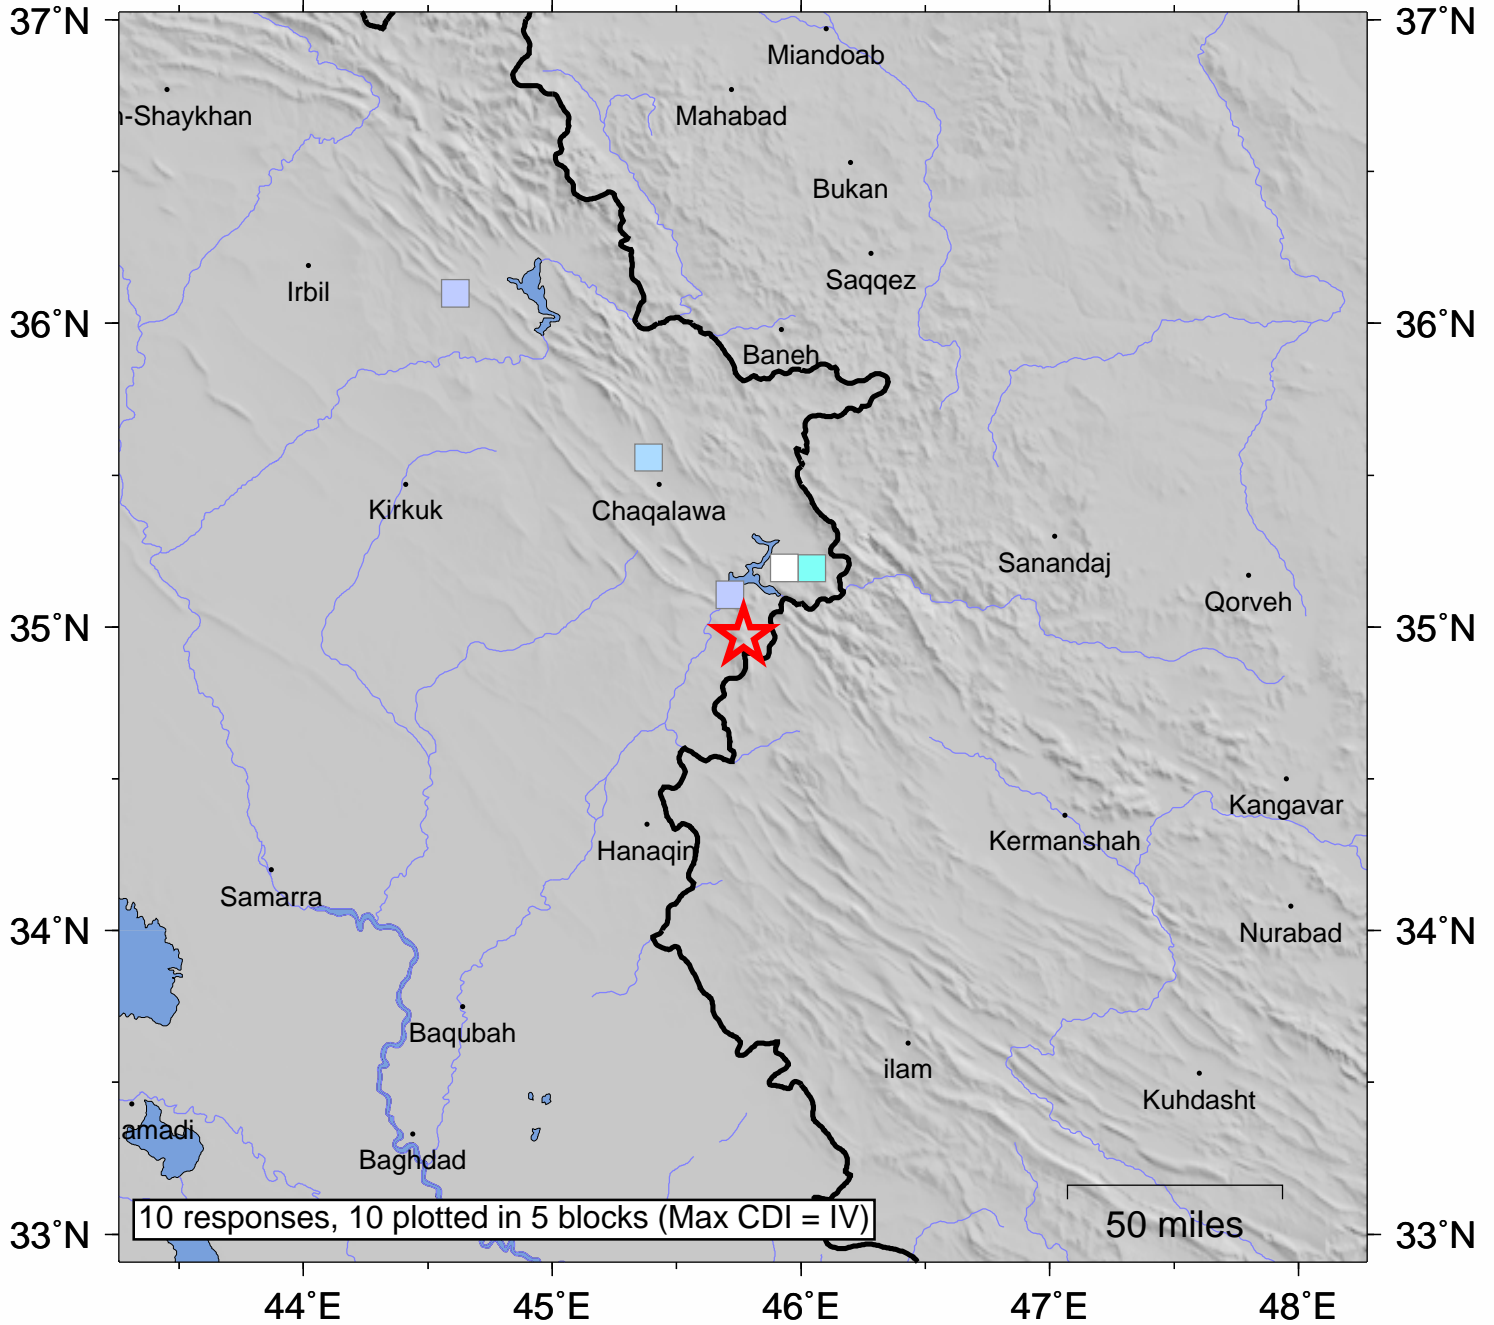 37°N
37°N
Miandoab
n-Shaykhan
Mahabad
Bukan
Irbil
Saqqez
36°N
36°N
Baneh
Kirkuk
Chaqalawa
Sanandaj
Qorveh
35°N
35°N
Kangavar
Kermanshah
Hanaqin
Samarra
34°N
Nurabad
34°N
Baqubah
ilam
Kuhdasht
amadi
Baghdad
10 responses, 10 plotted in 5 blocks (Max CDI = IV)
50 miles
33°N
33°N
44°E
45°E
46°E
47°E
48°E